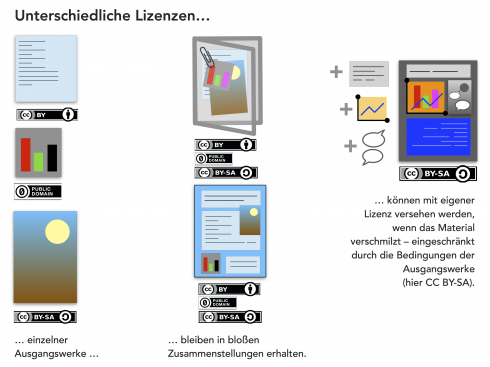 Unterschiedliche Lizenzen…
cc BY
PUBLIC
DOMAIN
cc BY-SA
… einzelner
Ausgangswerke …
cc BY
PUBLIC
DOMAIN
cc BY-SA
cc BY
PUBLIC
DOMAIN
cc BY-SA
… bleiben in bloßen
Zusammenstellungen erhalten.
+
+
+
cc BY-SA
… können mit eigener
Lizenz versehen werden,
wenn das Material
verschmilzt – eingeschränkt
durch die Bedingungen der
Ausgangswerke
(hier CC BY-SA).